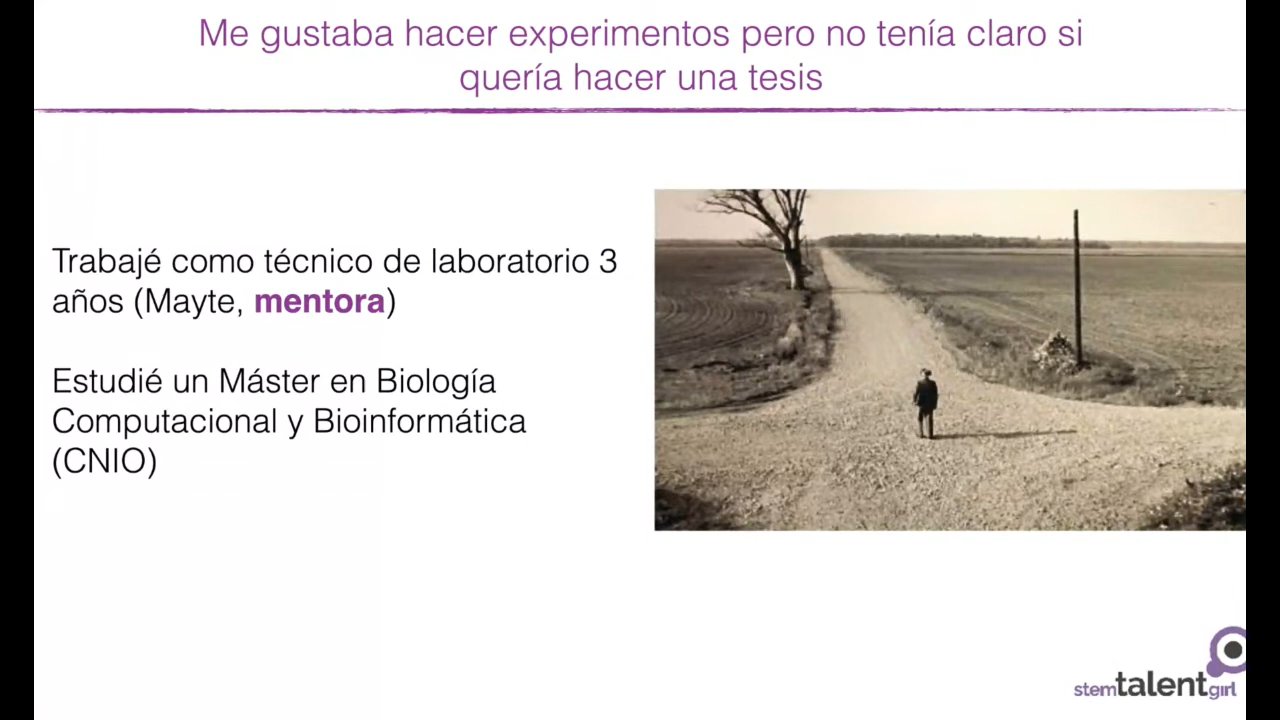 Me gustaba hacer experimentos pero no tenía claro si
quería hacer una tesis
Trabajé como técnico de laboratorio 3
años (Mayte, mentora)
Estudié un Máster en Biología
Computacional y Bioinformática
(CNIO)
stemtalentgirl